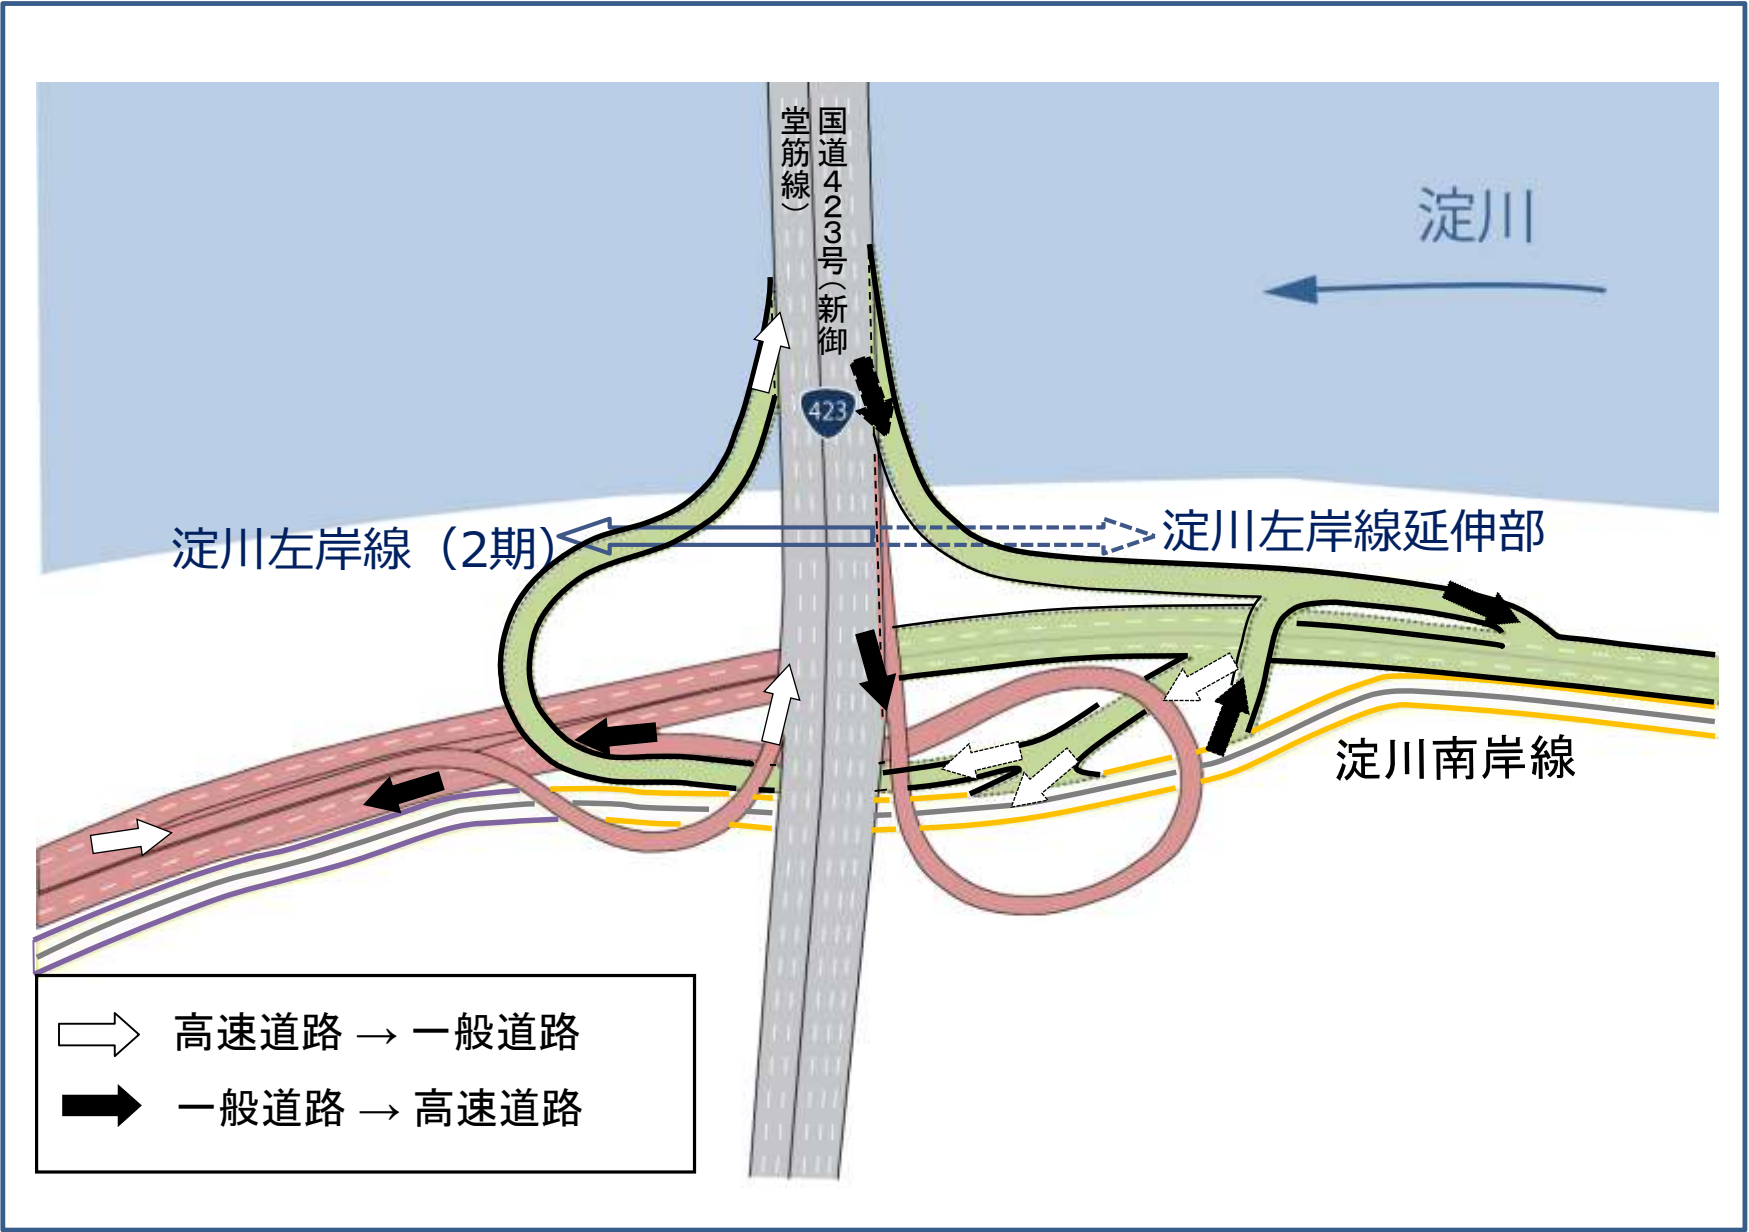 国道423号（新御
堂筋線）
淀川
423
淀川左岸線（2期）
淀川左岸線延伸部
淀川南岸線
高速道路 → 一般道路
一般道路 → 高速道路